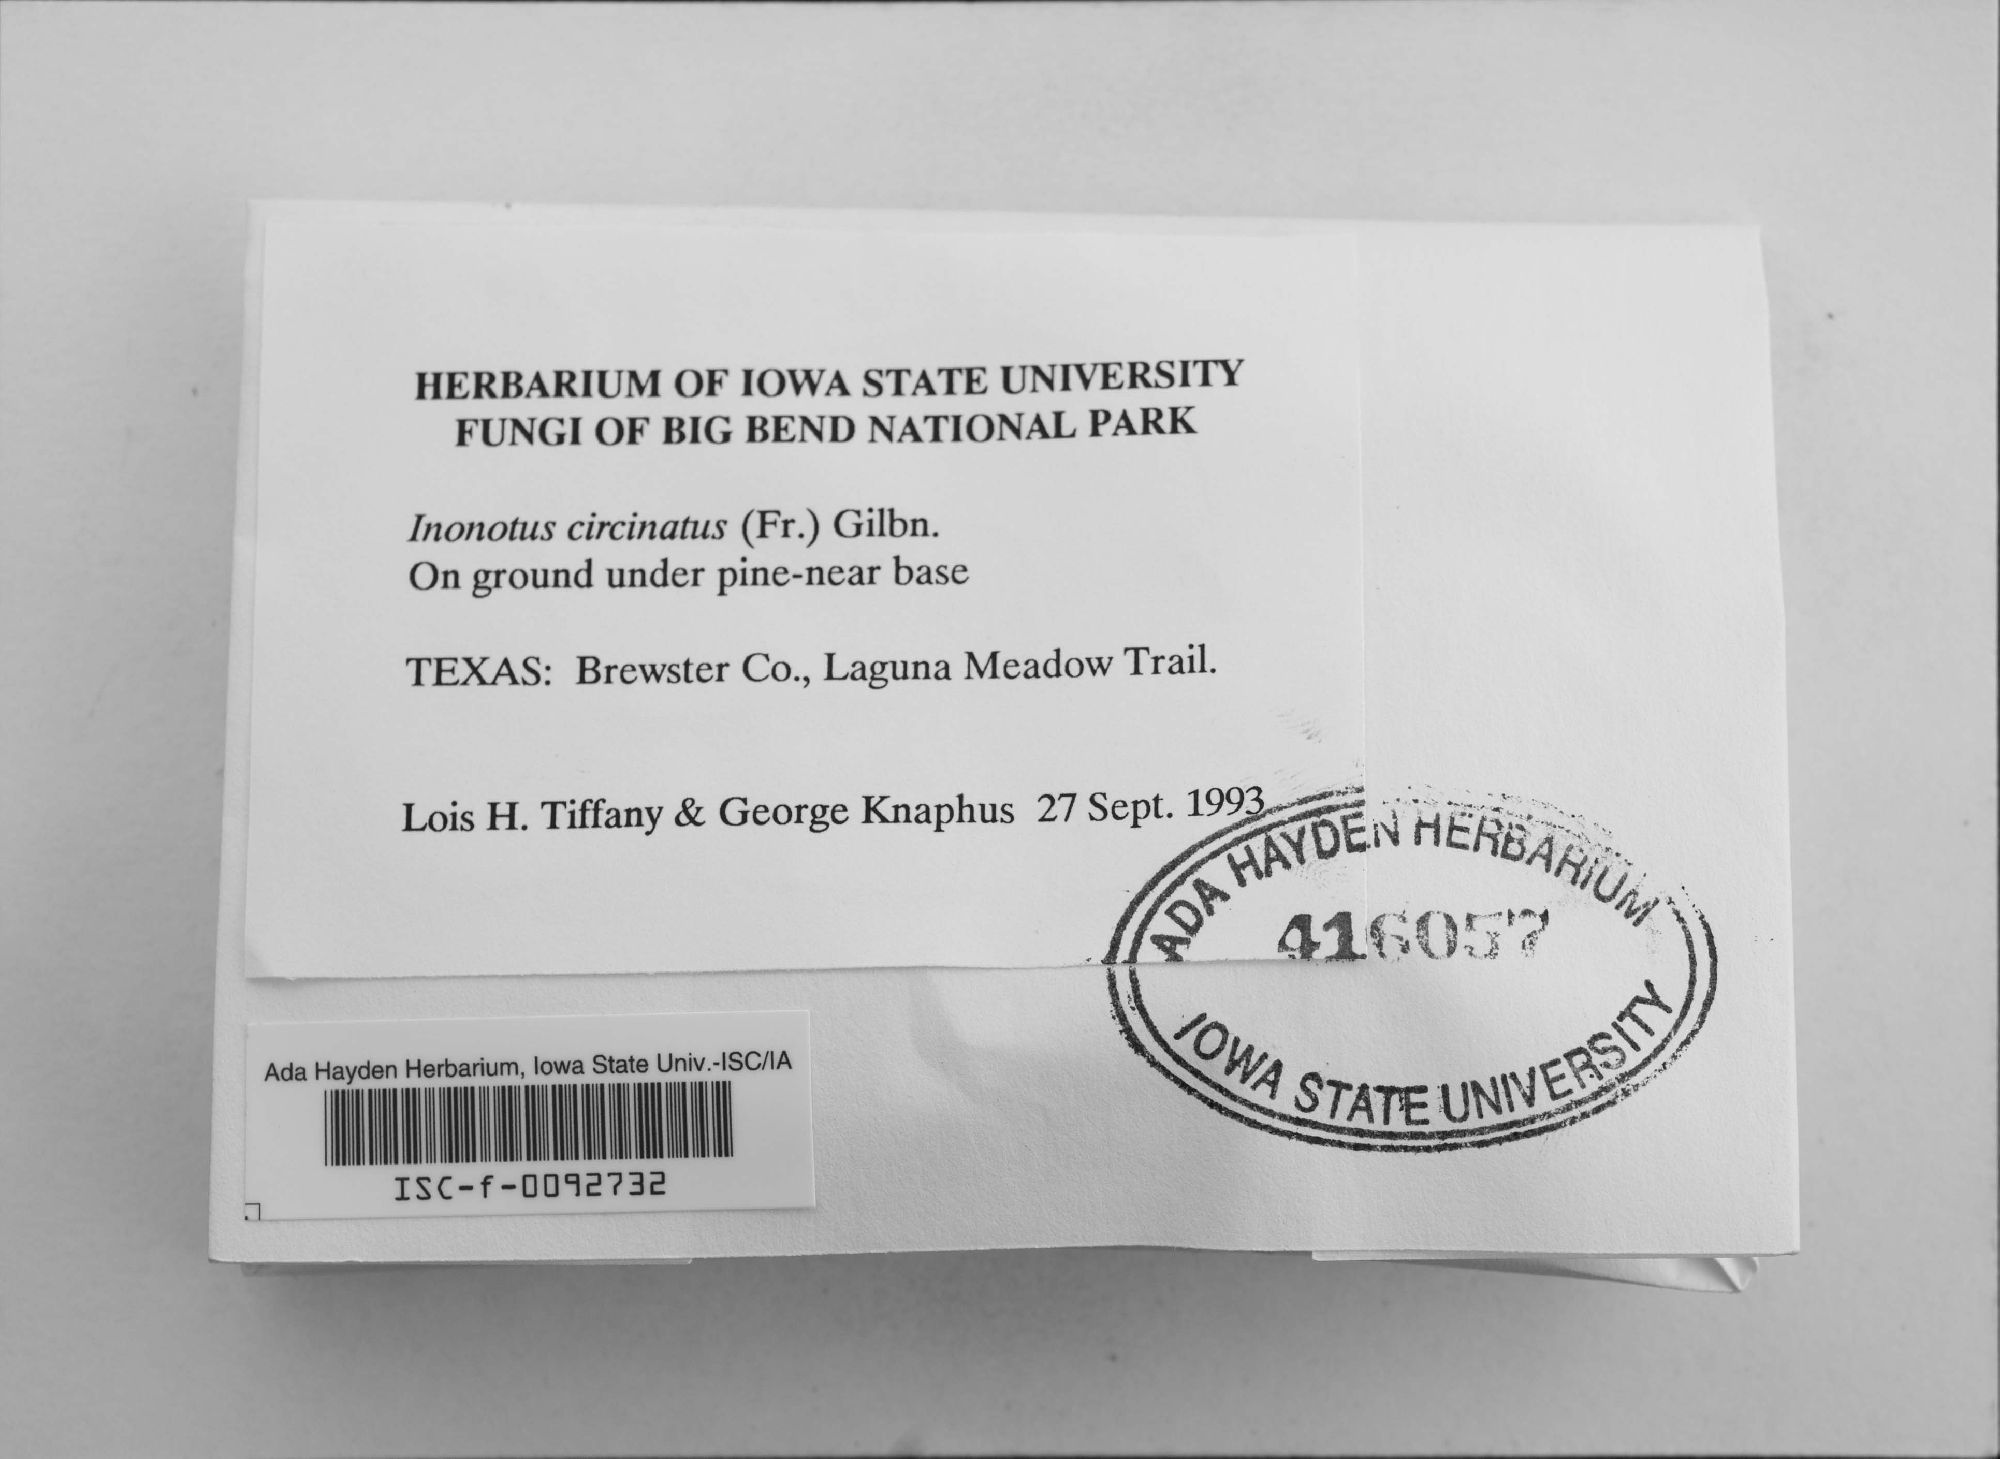 HERBARIUM OF IOWA STATE UNIVERSITY
FUNGI OF BIG BEND NATIONAL PARK
Inonotus circinatus (Fr.) Gilbn.
On ground under pine-near base
TEXAS: Brewster Co., Laguna Meadow Trail.
Lois H. Tiffany & George Knaphus 27 Sept. 1993
ADA HAYDEN HERBARIUM
416057
IOWA STATE UNIVERSITY
Ada Hayden Herbarium, Iowa State Univ.-ISC/IA
ISC-f-0092732